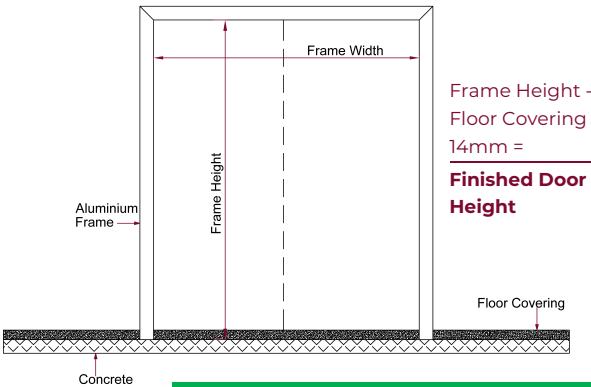 Frame Width
Frame Height -
Floor Covering
14mm =
Finished Door
Height
Frame Height
Aluminium
Frame
Floor Covering
Concrete